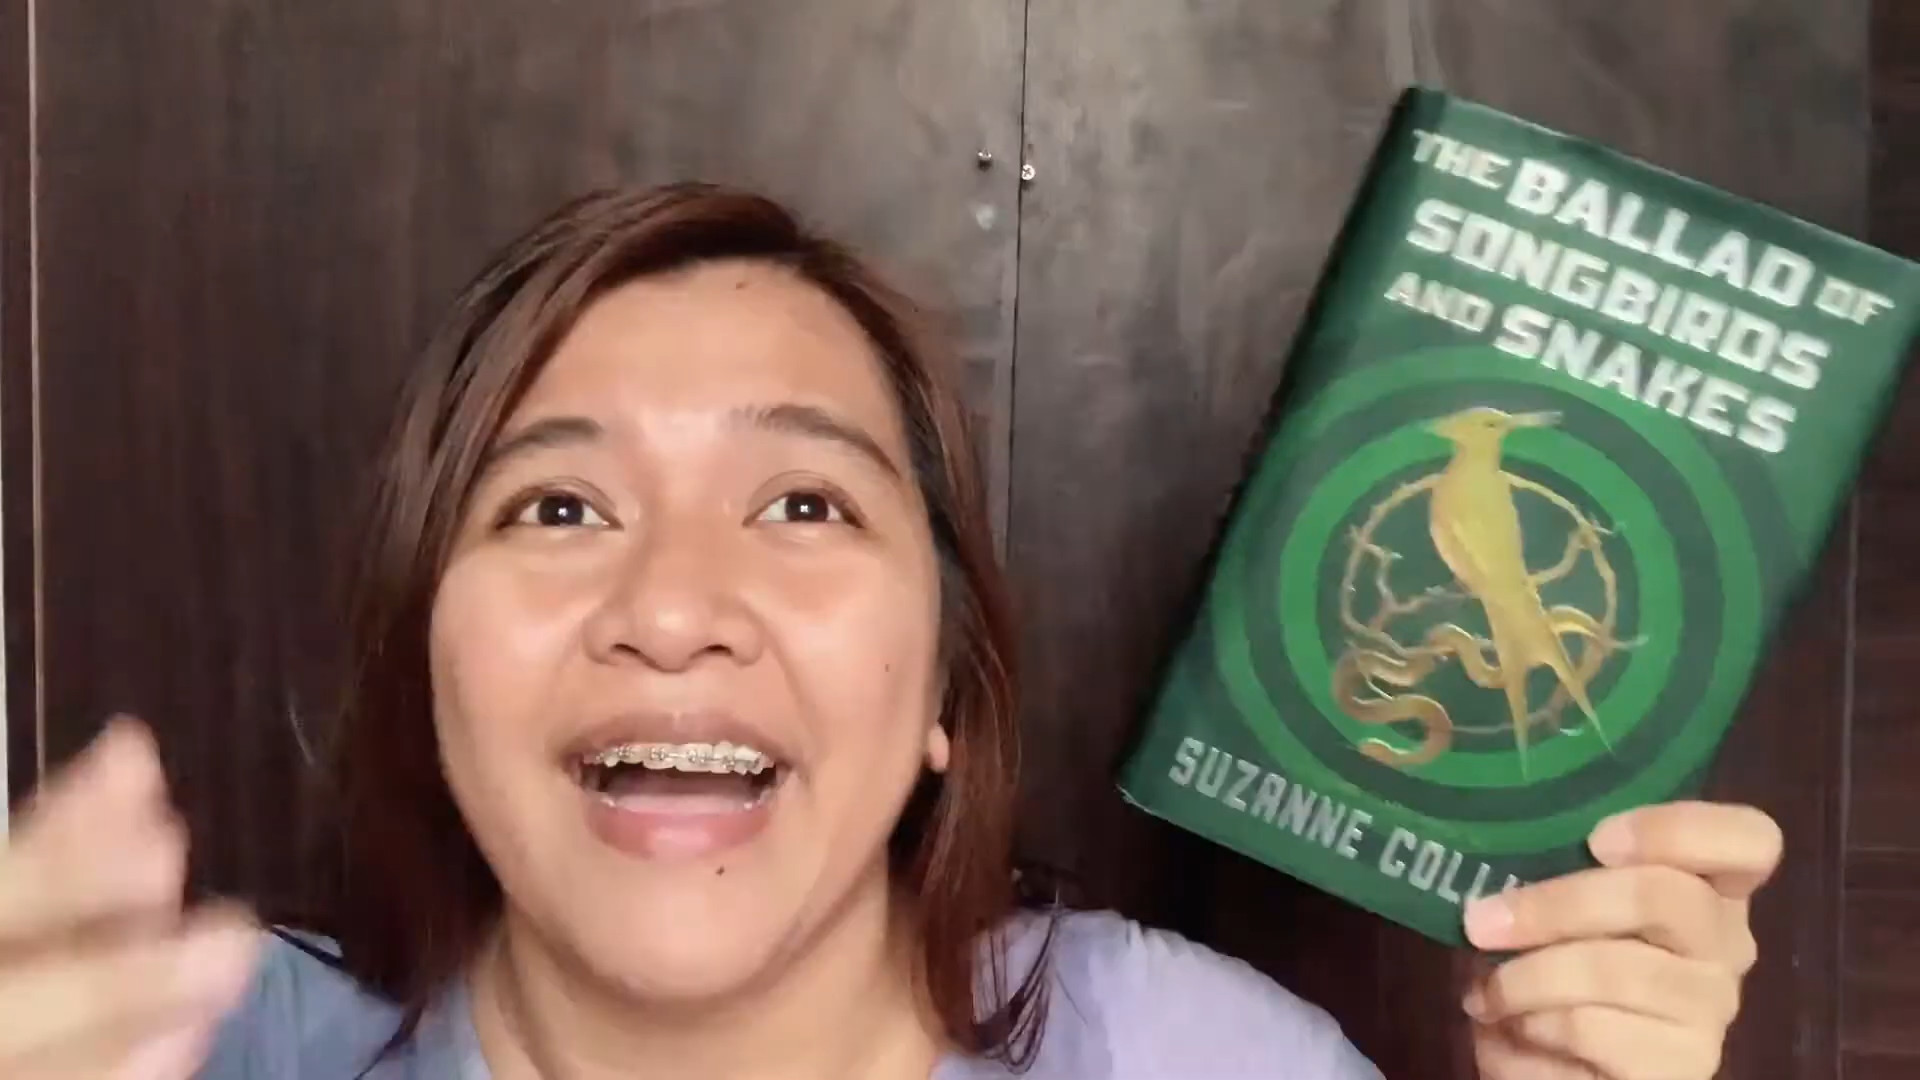 THE BALLAD OF
SONGBIRDS
AND SNAKES
SUZANNE